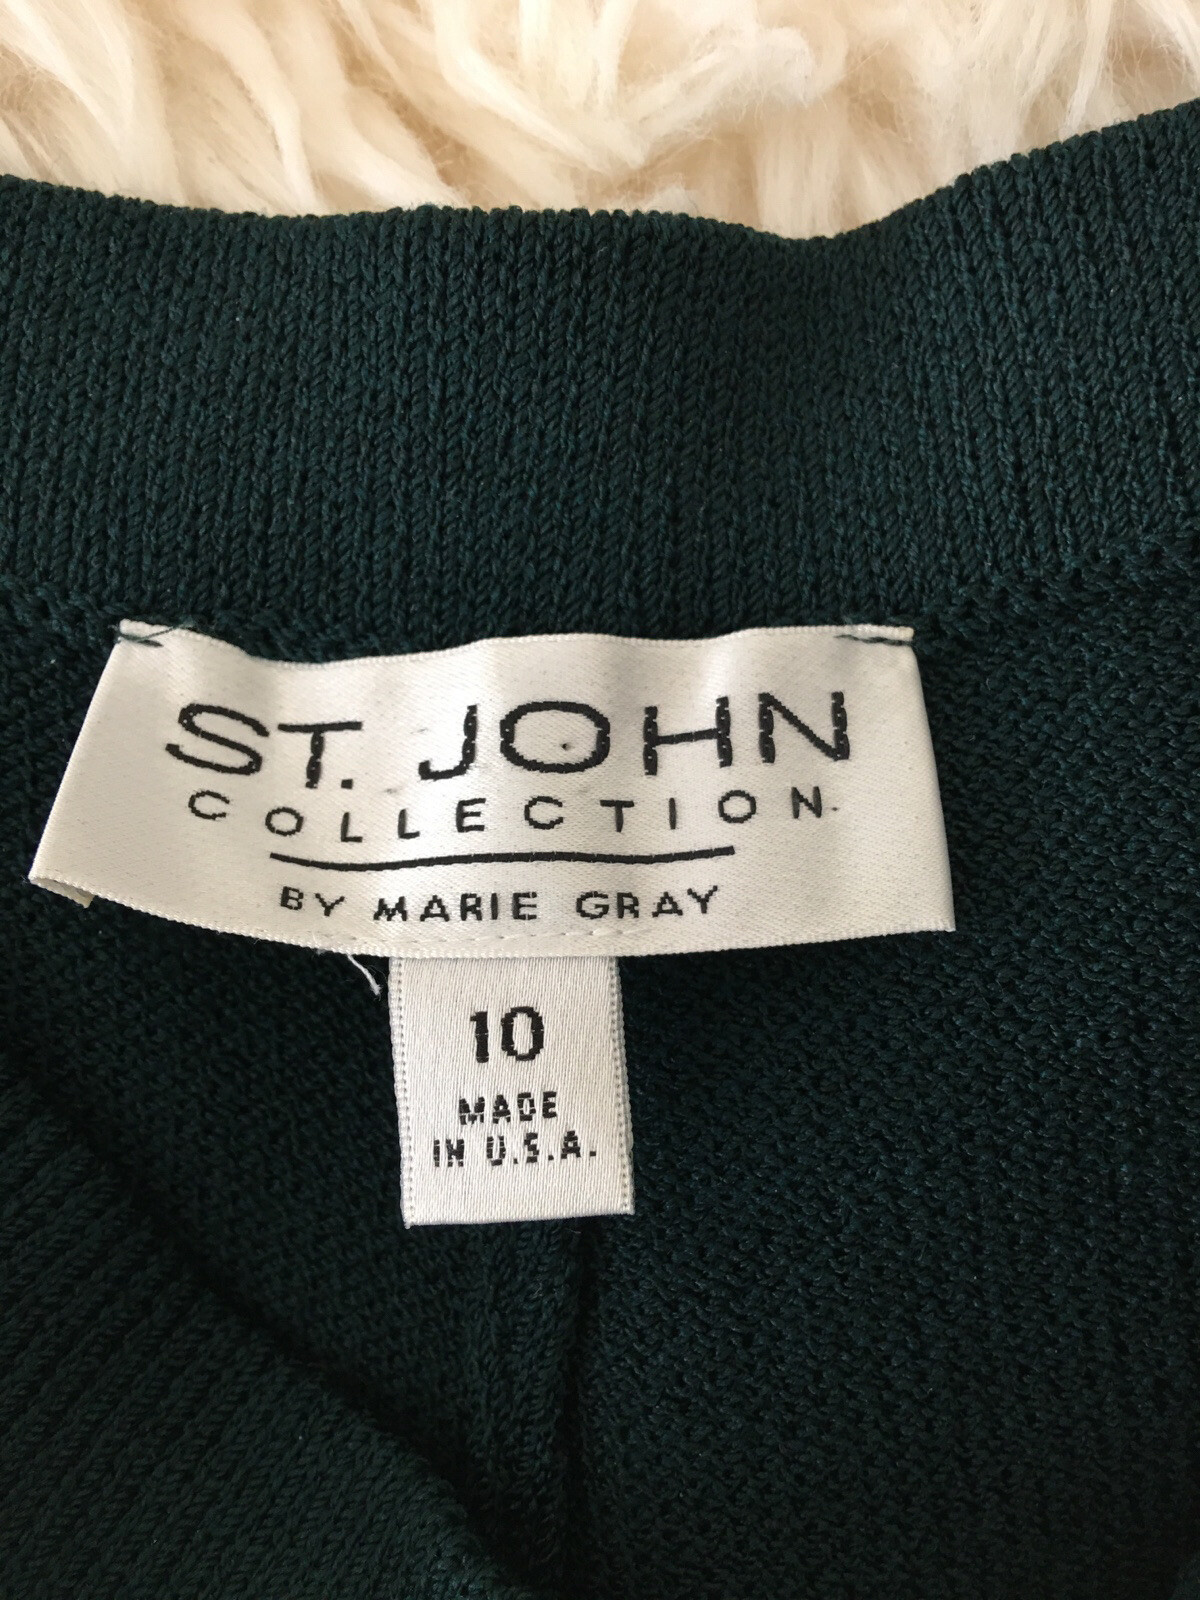 ST. JOHN
COLLECTION
BY MARIE GRAY
10
MADE
IN U.S.A.